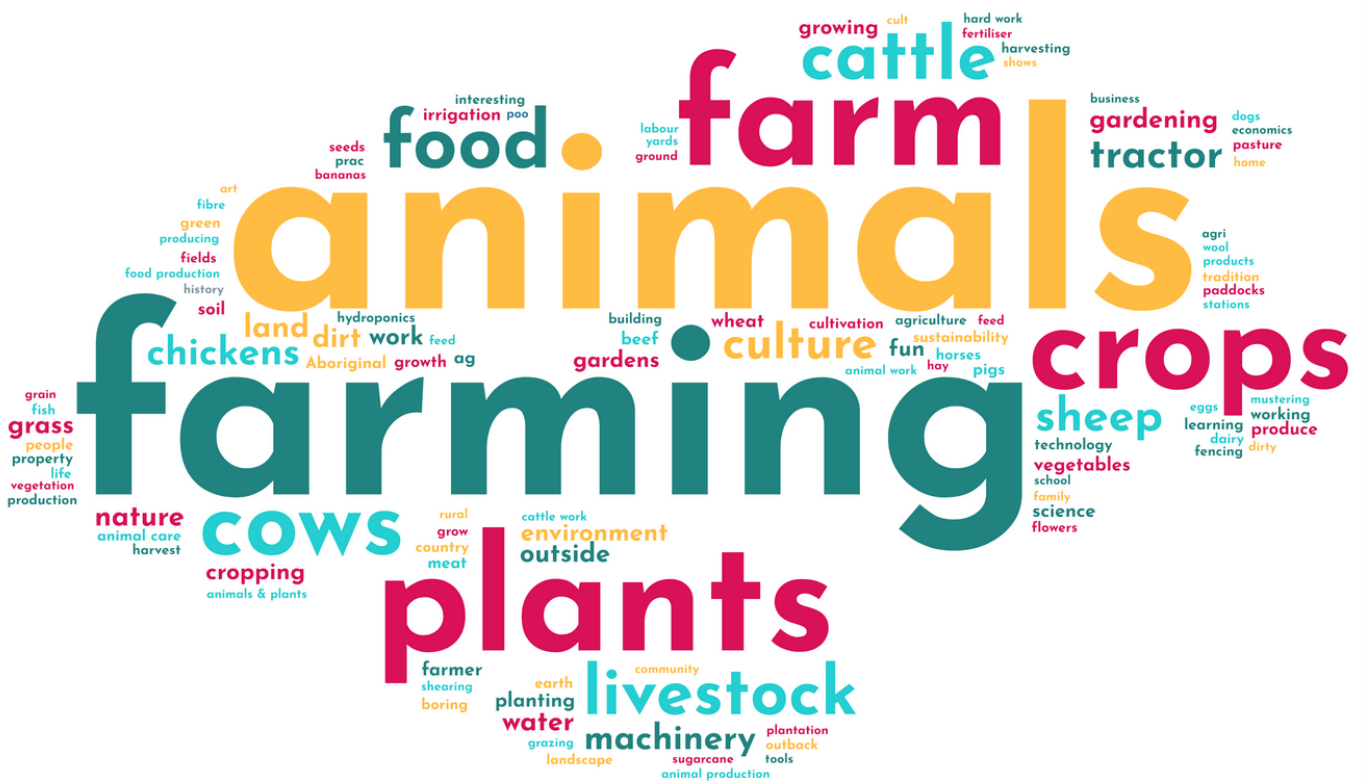 growing
cult
hard work
fertiliser
cattle
harvesting
shows
farm
interesting
irrigation
poo
food
labour
yards
ground
business
gardening
tractor
dogs
economics
pasture
home
seeds
prac
bananas
animals
art
fibre
green
producing
fields
food production
history
soil
agri
wool
products
tradition
paddocks
stations
land
dirt
hydroponics
work
feed
chickens
Aboriginal
growth
ag
building
beef
gardens
wheat
culture
cultivation
agriculture
feed
fun
sustainability
horses
animal work
hay
pigs
crops
farming
sheep
eggs
mustering
learning
working
dairy
produce
fencing
dirty
technology
vegetables
school
family
science
flowers
grain
fish
grass
people
property
life
vegetation
production
nature
animal care
harvest
cows
cropping
animals & plants
rural
grow
country
meat
cattle work
environment
outside
plants
farmer
shearing
boring
community
earth
planting
livestock
water
grazing
machinery
landscape
sugarcane
animal production
plantation
outback
tools